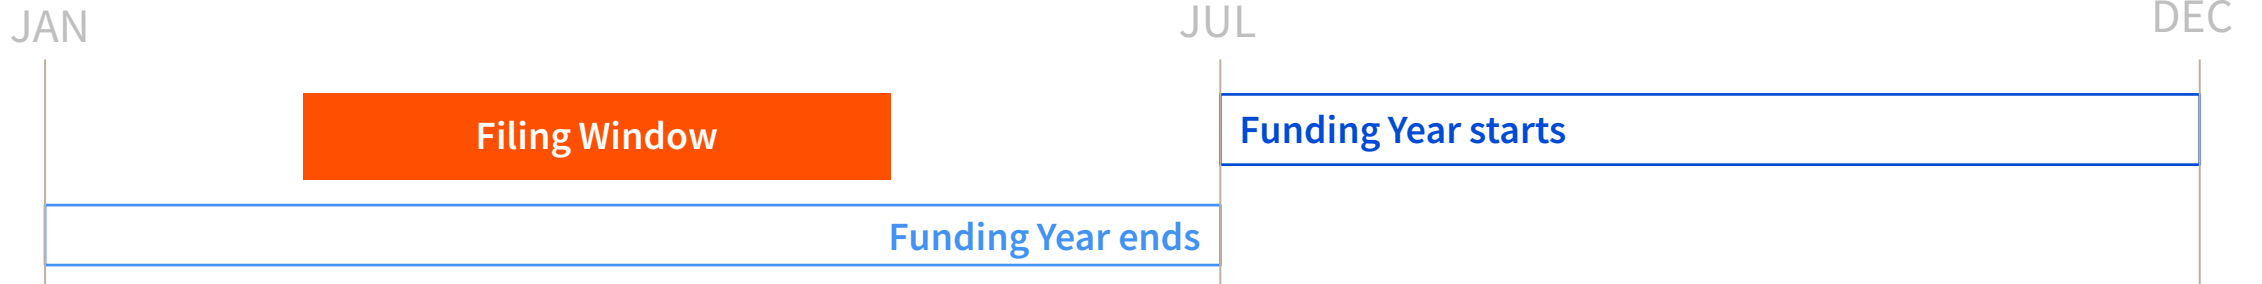 JAN
JUL
DEC
Filing Window
Funding Year starts
Funding Year ends